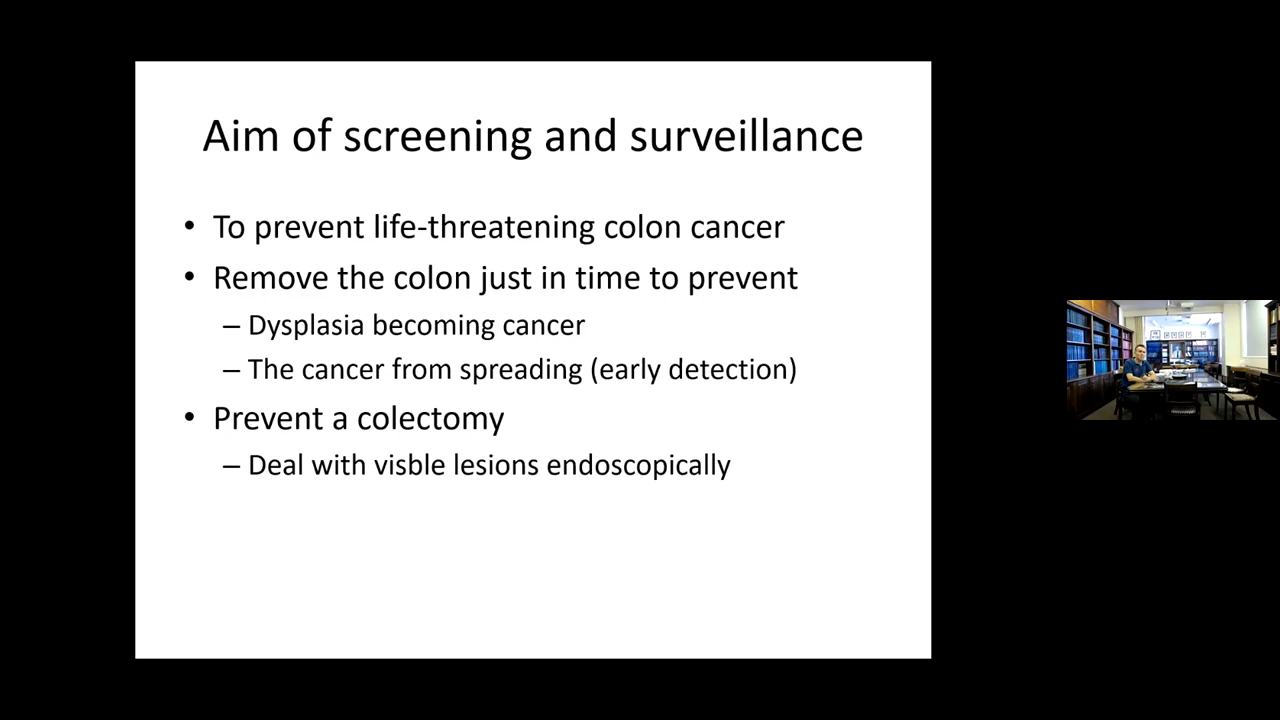 Aim of screening and surveillance
• To prevent life-threatening colon cancer
• Remove the colon just in time to prevent
– Dysplasia becoming cancer
– The cancer from spreading (early detection)
• Prevent a colectomy
– Deal with visble lesions endoscopically